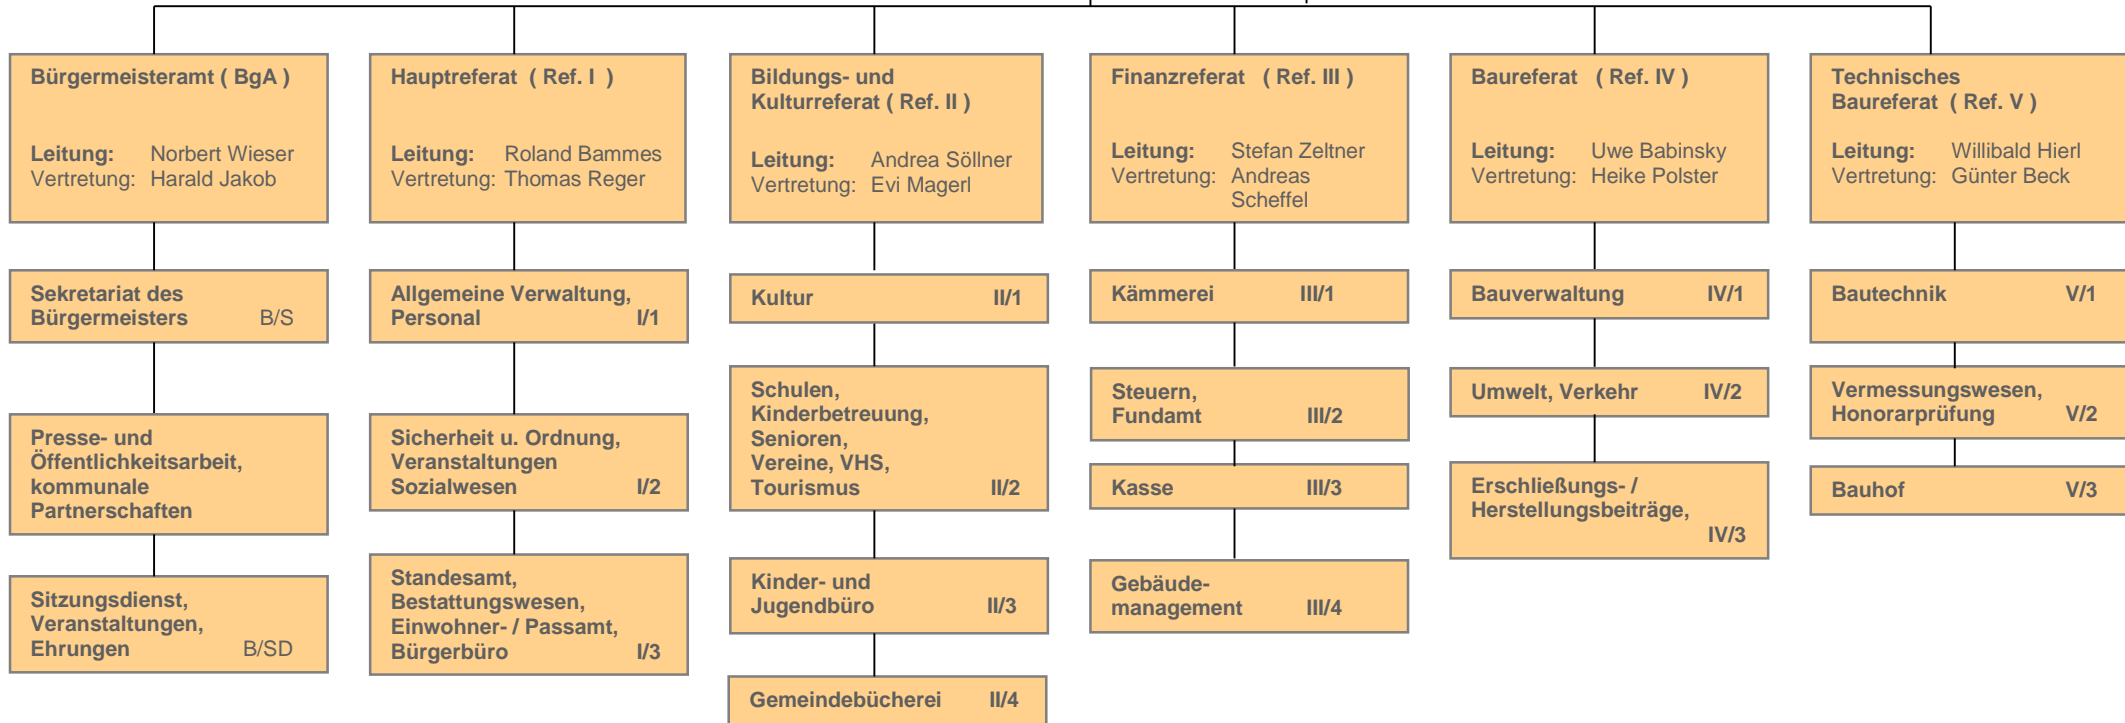 Bürgermeisteramt ( BgA )
Leitung: Norbert Wieser
Vertretung: Harald Jakob
Sekretariat des
Bürgermeisters B/S
Presse- und
Öffentlichkeitsarbeit,
kommunale
Partnerschaften
Sitzungsdienst,
Veranstaltungen,
Ehrungen B/SD
Hauptreferat ( Ref. I )
Leitung: Roland Bammes
Vertretung: Thomas Reger
Allgemeine Verwaltung,
Personal I/1
Sicherheit u. Ordnung,
Veranstaltungen
Sozialwesen I/2
Standesamt,
Bestattungswesen,
Einwohner- / Passamt,
Bürgerbüro I/3
Bildungs- und
Kulturreferat ( Ref. II )
Leitung: Andrea Söllner
Vertretung: Evi Magerl
Kultur II/1
Schulen,
Kinderbetreuung,
Senioren,
Vereine, VHS,
Tourismus II/2
Kinder- und
Jugendbüro II/3
Gemeindebücherei II/4
Finanzreferat ( Ref. III )
Leitung: Stefan Zeltner
Vertretung: Andreas
Scheffel
Kämmerei III/1
Steuern,
Fundamt III/2
Kasse III/3
Gebäude-
management III/4
Baureferat ( Ref. IV )
Leitung: Uwe Babinsky
Vertretung: Heike Polster
Bauverwaltung IV/1
Umwelt, Verkehr IV/2
Erschließungs- /
Herstellungsbeiträge,
IV/3
Technisches
Baureferat ( Ref. V )
Leitung: Willibald Hierl
Vertretung: Günter Beck
Bautechnik V/1
Vermessungswesen,
Honorarprüfung V/2
Bauhof V/3